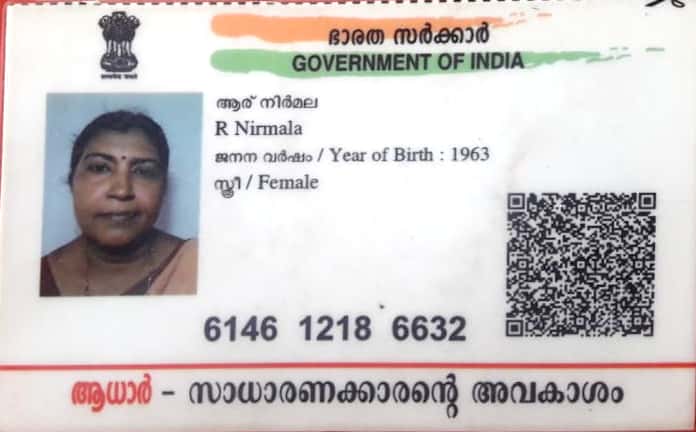 ഭാരത സർക്കാർ
GOVERNMENT OF INDIA
ആര് നിർമല
R Nirmala
ജനന വർഷം / Year of Birth : 1963
സ്ത്രീ / Female
6146 1218 6632
ആധാർ - സാധാരണക്കാരന്റെ അവകാശം